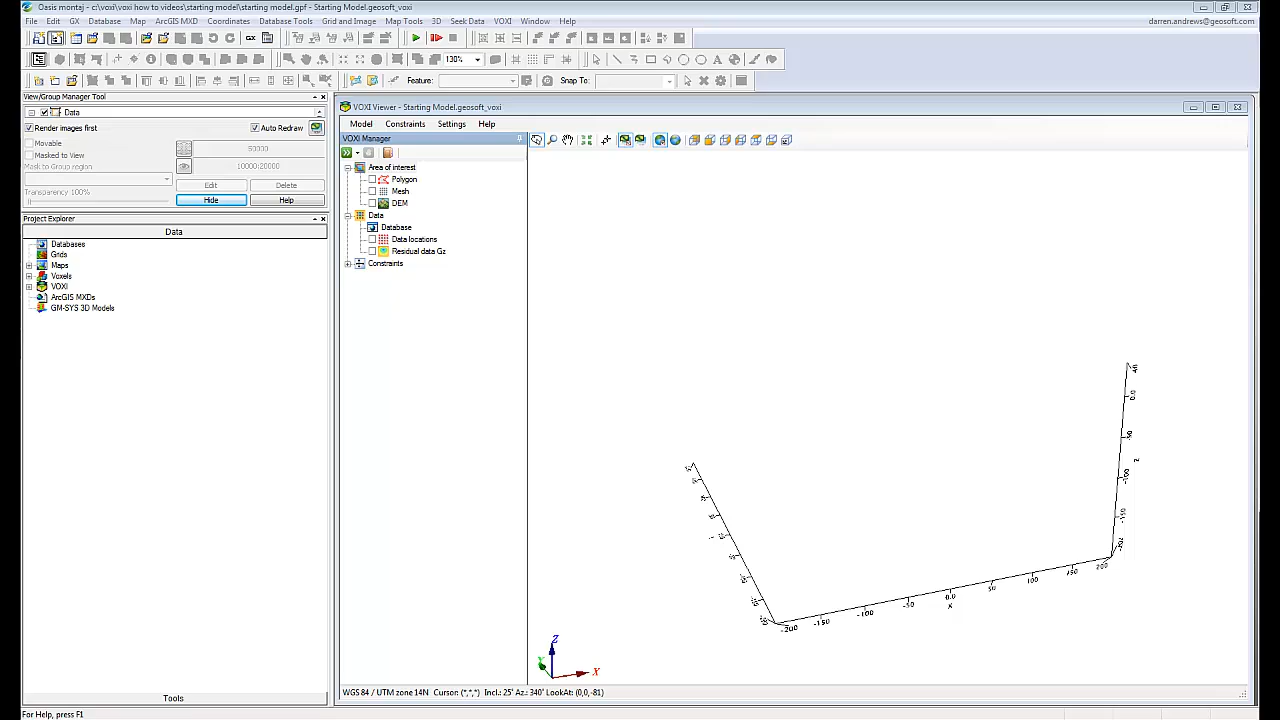 Oasis montaj - c:\voxi\voxi how to videos\starting model\starting model.gpf - Starting Model.geosoft_voxi
File Edit GX Database Map ArcGIS MXD Coordinates Database Tools Grid and Image Map Tools 3D Seek Data VOXI Window Help
darren.andrews@geosoft.com
GX
130%
Feature:
Snap To:
View/Group Manager Tool
Data
Render images first
Auto Redraw
Movable
50000
Masked to View
10000:20000
Mask to Group region
Transparency 100%
Edit
Delete
Hide
Help
Project Explorer
Data
Databases
Grids
Maps
Voxels
VOXI
ArcGIS MXDs
GM-SYS 3D Models
Tools
VOXI Viewer - Starting Model.geosoft_voxi
Model Constraints Settings Help
VOXI Manager
Area of interest
Polygon
Mesh
DEM
Data
Database
Data locations
Residual data Gz
Constraints
-200 -150 -100 -50 0.0 50 100 150 200
X
0.0
Z
Z
Y
X
WGS 84 / UTM zone 14N Cursor: (*,*,*) Incl.: 25° Az.: 340° LookAt: (0,0,-81)
For Help, press F1